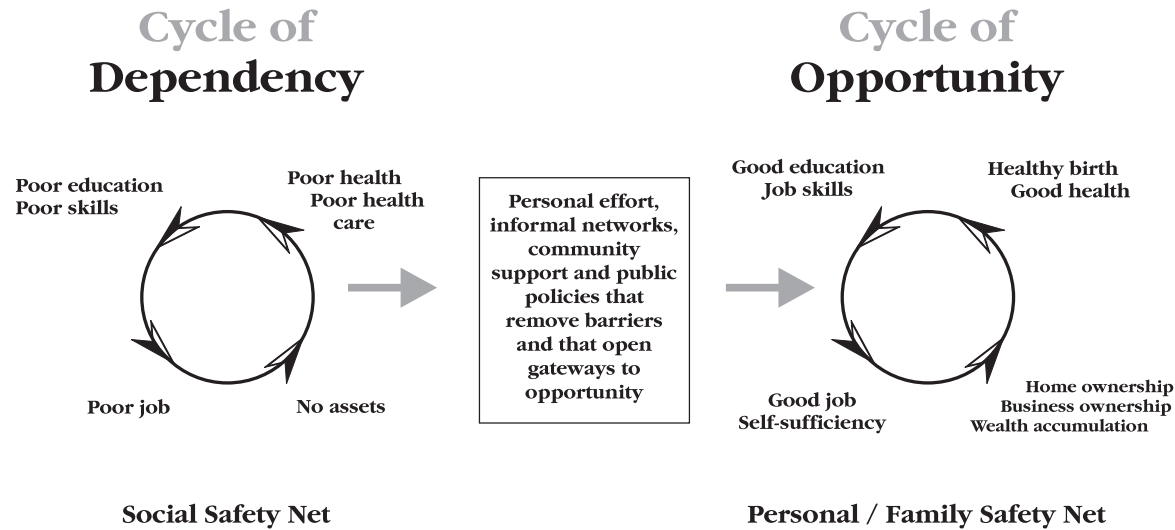 Cycle of
Dependency
Poor education
Poor skills
Poor health
Poor health
care
Poor job
No assets
Social Safety Net
Personal effort,
informal networks,
community
support and public
policies that
remove barriers
and that open
gateways to
opportunity
Cycle of
Opportunity
Good education
Job skills
Healthy birth
Good health
Good job
Self-sufficiency
Home ownership
Business ownership
Wealth accumulation
Personal / Family Safety Net